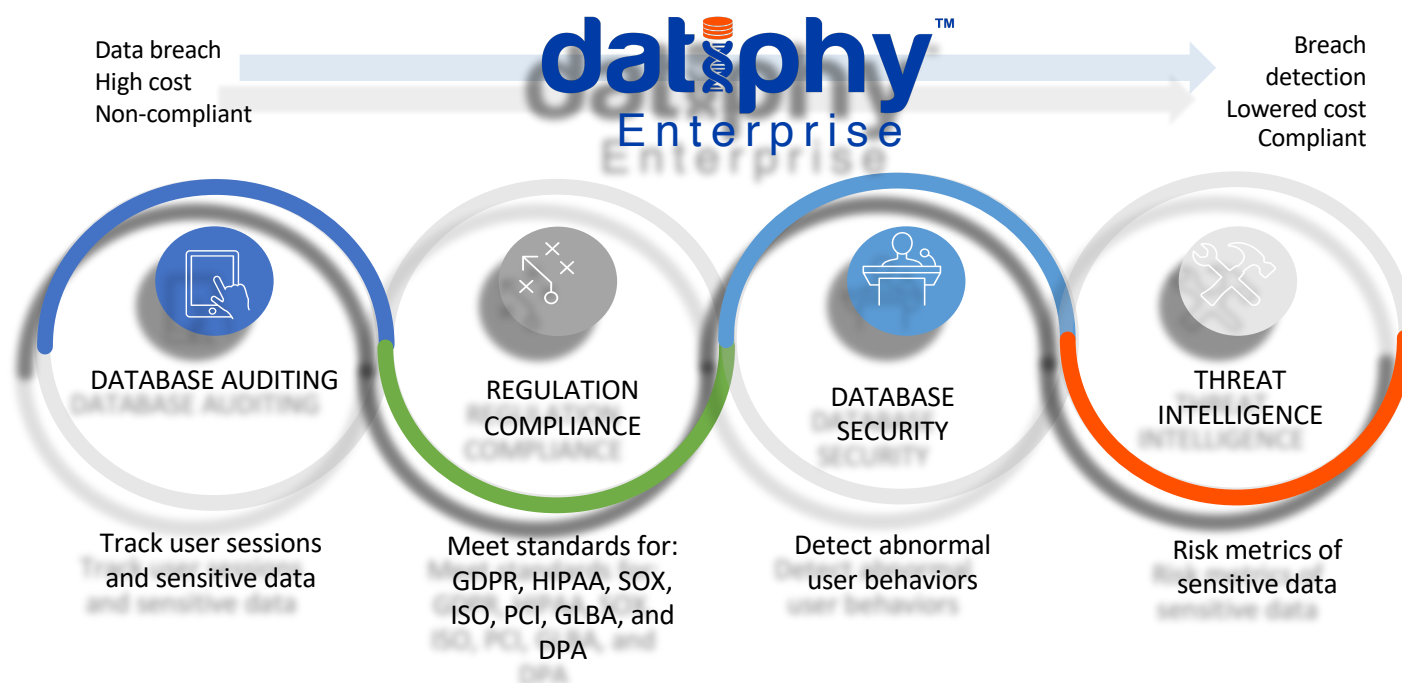 Data breach
High cost
Non-compliant
datiphy™
Enterprise
Breach
detection
Lowered cost
Compliant
DATABASE AUDITING
REGULATION
COMPLIANCE
DATABASE
SECURITY
THREAT
INTELLIGENCE
Track user sessions
and sensitive data
Meet standards for:
GDPR, HIPAA, SOX,
ISO, PCI, GLBA, and
DPA
Detect abnormal
user behaviors
Risk metrics of
sensitive data